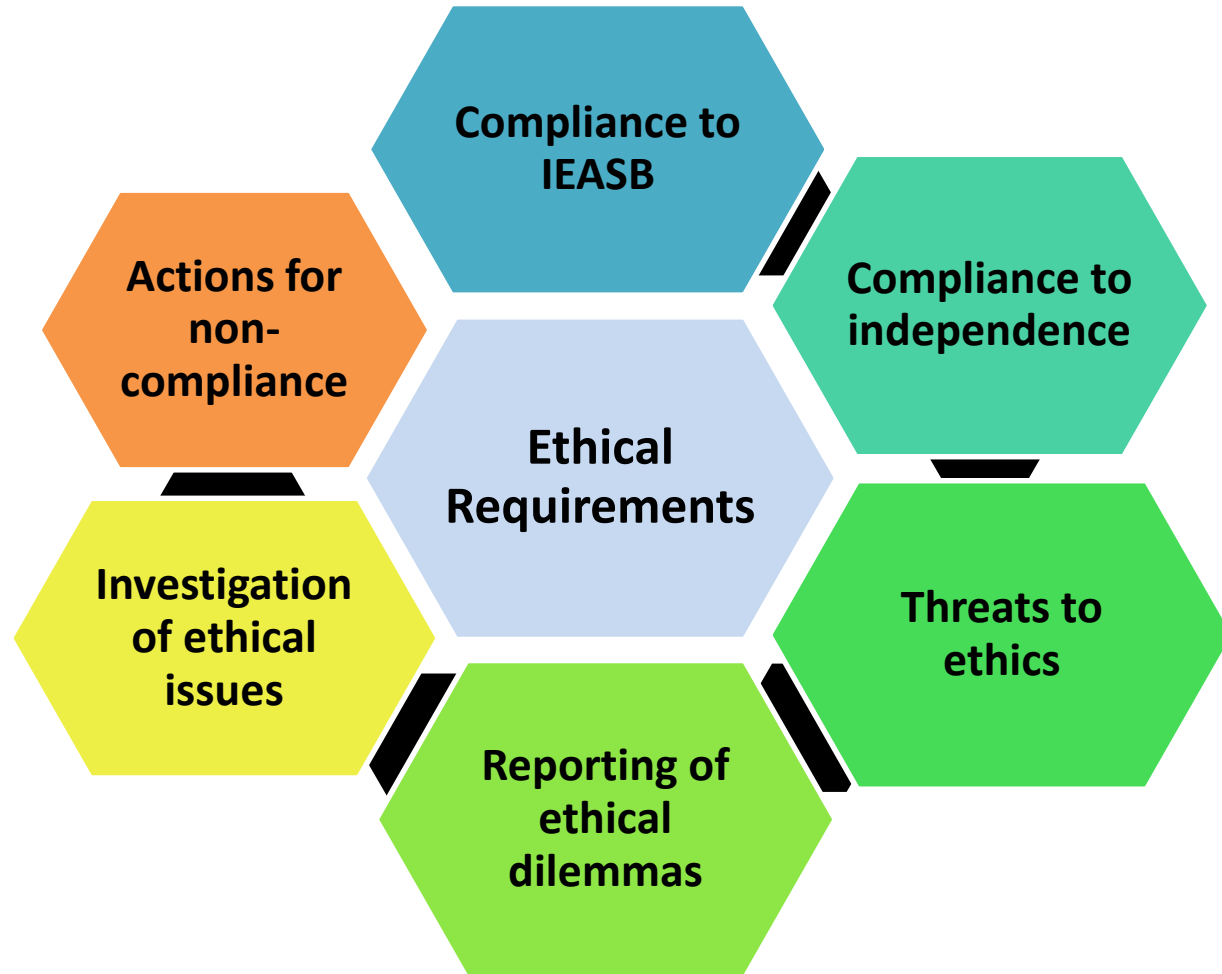 Compliance to
IEASB
Compliance to
independence
Threats to
ethics
Reporting of
ethical
dilemmas
Investigation
of ethical
issues
Actions for
non-
compliance
Ethical
Requirements